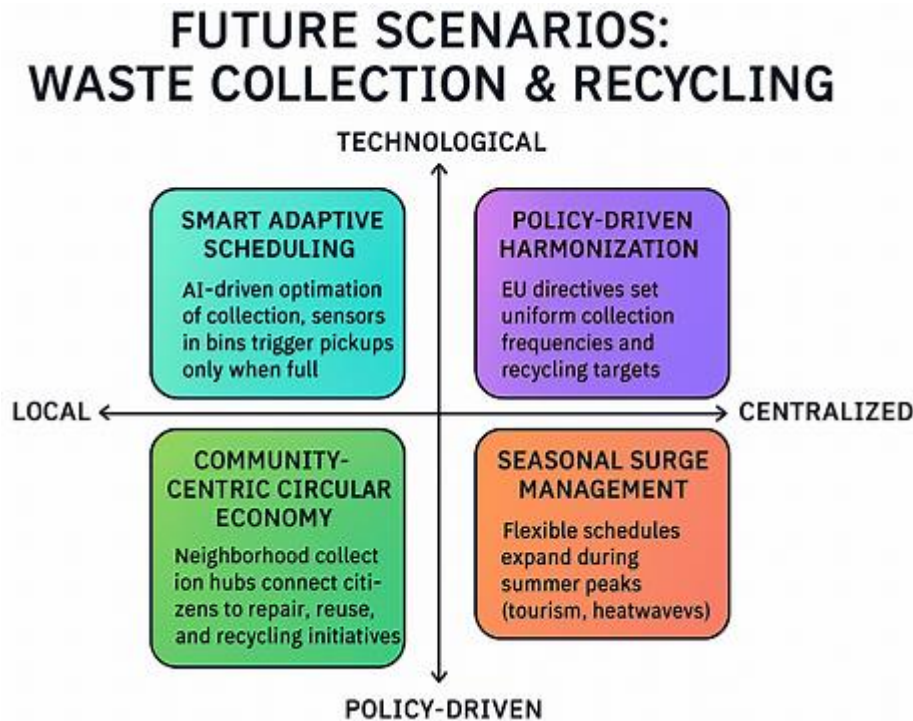 FUTURE SCENARIOS:
WASTE COLLECTION & RECYCLING
TECHNOLOGICAL
SMART ADAPTIVE
SCHEDULING
AI-driven optimation
of collection, sensors
in bins trigger pickups
only when full
POLICY-DRIVEN
HARMONIZATION
EU directives set
uniform collection
frequencies and
recycling targets
LOCAL
CENTRALIZED
COMMUNITY-
CENTRIC CIRCULAR
ECONOMY
Neighborhood collect
ion hubs connect citi-
zens to repair, reuse,
and recycling initiatives
SEASONAL SURGE
MANAGEMENT
Flexible schedules
expand during
summer peaks
(tourism, heatwavevs)
POLICY-DRIVEN